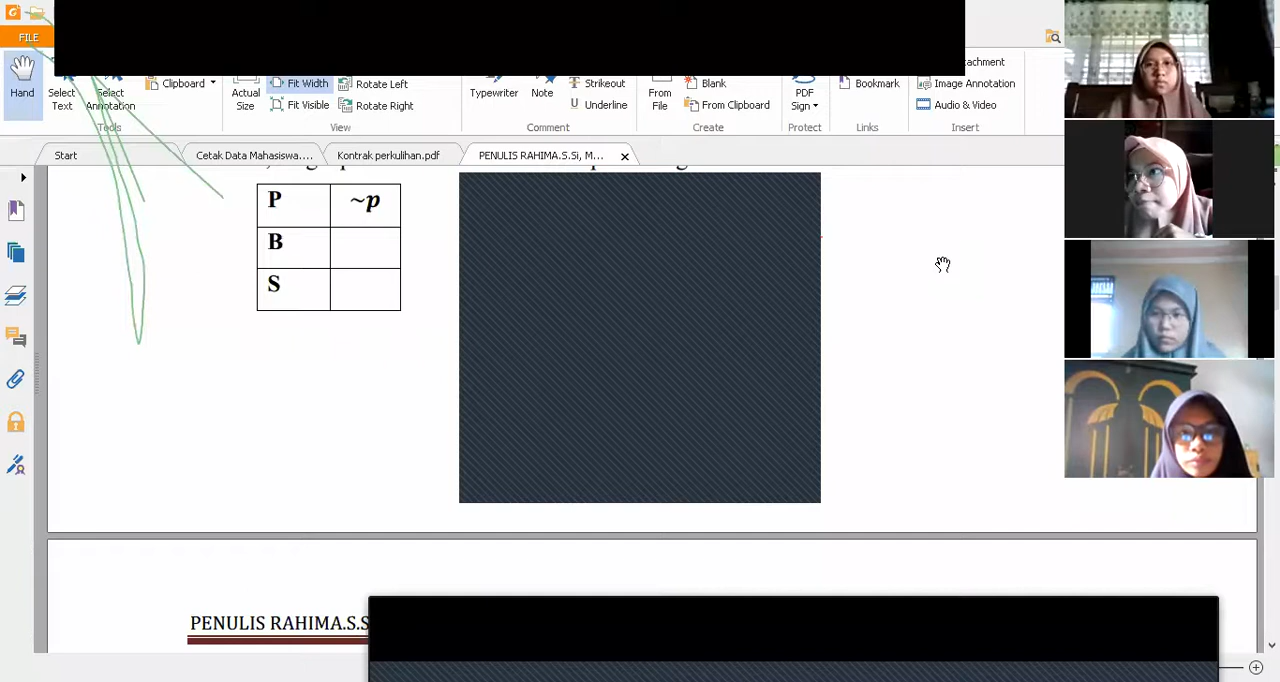 FILE
Hand
Select
Text
Select
Annotation
Clipboard
Tools
Actual
Size
Fit Width
Fit Visible
Rotate Left
Rotate Right
View
Typewriter
Note
Strikeout
Underline
Comment
From
File
Blank
From Clipboard
Create
PDF
Sign
Protect
Bookmark
Links
Image Annotation
Audio & Video
Insert
Start
Cetak Data Mahasiswa....
Kontrak perkulihan.pdf
PENULIS RAHIMA.S.Si, M...
P ~p
B
S
PENULIS RAHIMA.S.S